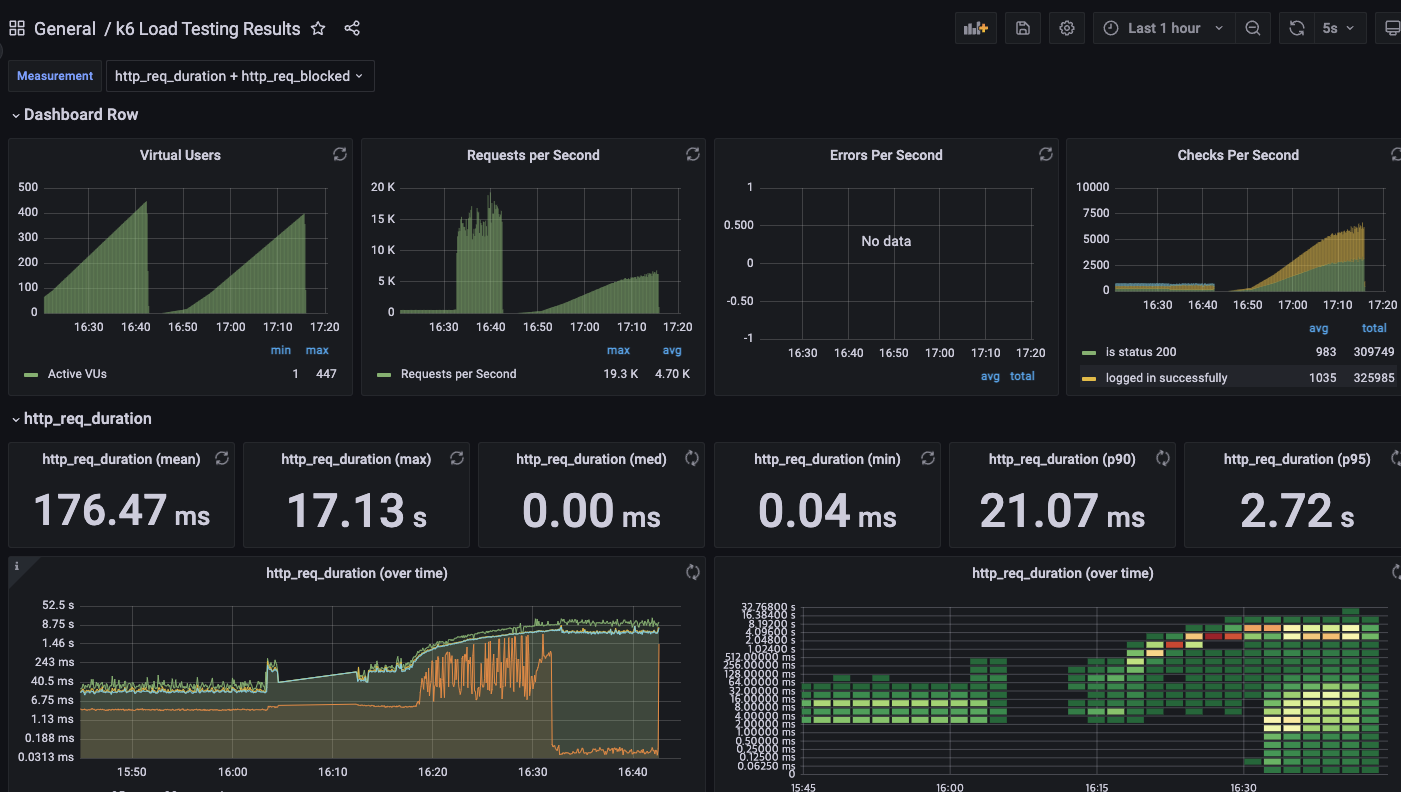 General / k6 Load Testing Results
Last 1 hour
5s
Measurement
http_req_duration + http_req_blocked
Dashboard Row
Virtual Users
500
400
300
200
100
0
16:30 16:40 16:50 17:00 17:10 17:20
min max
Active VUs 1 447
Requests per Second
20 K
15 K
10 K
5 K
0
16:30 16:40 16:50 17:00 17:10 17:20
max avg
Requests per Second 19.3 K 4.70 K
Errors Per Second
1
0.500
0
-0.50
-1
No data
16:30 16:40 16:50 17:00 17:10 17:20
avg total
Checks Per Second
10000
7500
5000
2500
0
16:30 16:40 16:50 17:00 17:10 17:20
avg total
is status 200 983 309749
logged in successfully 1035 325985
http_req_duration
http_req_duration (mean)
176.47 ms
http_req_duration (max)
17.13 s
http_req_duration (med)
0.00 ms
http_req_duration (min)
0.04 ms
http_req_duration (p90)
21.07 ms
http_req_duration (p95)
2.72 s
i
http_req_duration (over time)
52.5 s
8.75 s
1.46 s
243 ms
40.5 ms
6.75 ms
1.13 ms
0.188 ms
0.0313 ms
15:50 16:00 16:10 16:20 16:30 16:40
http_req_duration (over time)
32.76800 s
16.38400 s
8.19200 s
4.09600 s
2.04800 s
1.02400 s
512.00000 ms
256.00000 ms
128.00000 ms
64.00000 ms
32.00000 ms
16.00000 ms
8.00000 ms
4.00000 ms
2.00000 ms
1.00000 ms
0.50000 ms
0.25000 ms
0.12500 ms
0.06250 ms
0
15:45 16:00 16:15 16:30